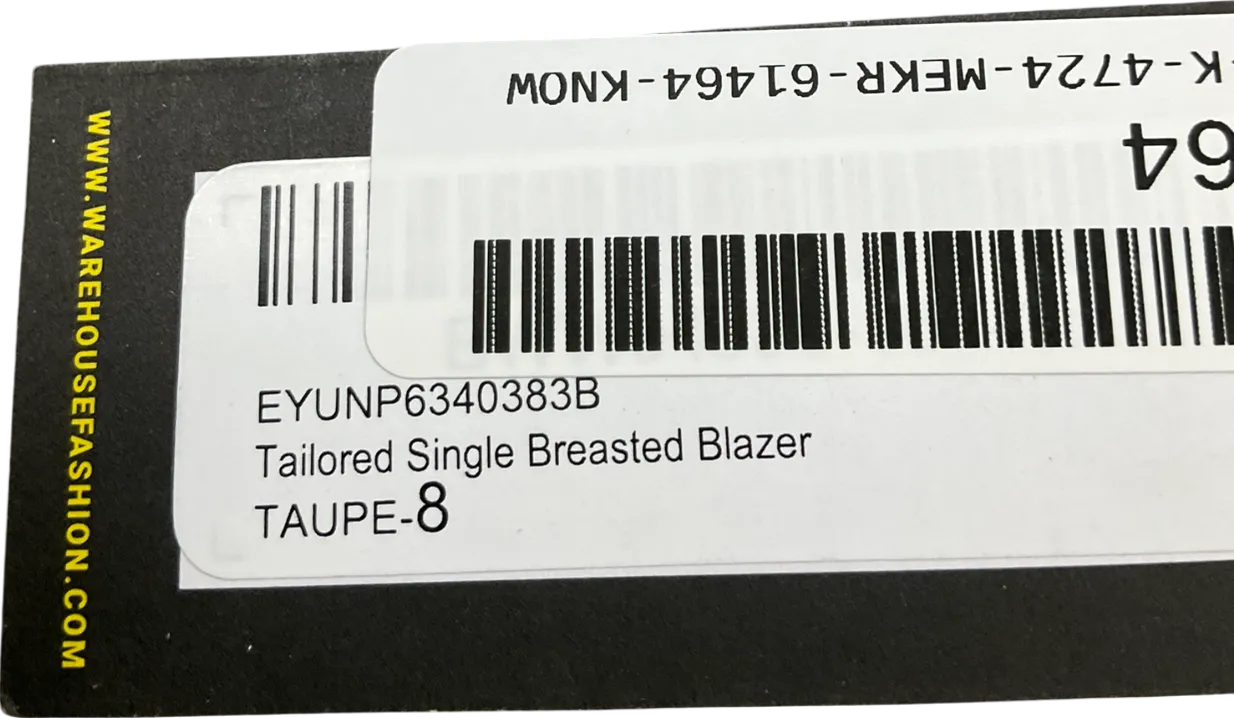 WWW.WAREHOUSEFASHION.COM
K-4724-MEKR-61464-KNOW
64
EYUNP6340383B
Tailored Single Breasted Blazer
TAUPE-8